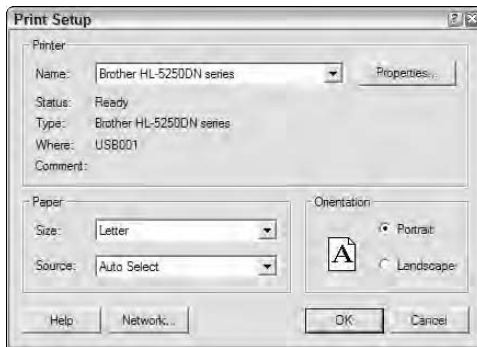 Print Setup
Printer
Name: Brother HL-5250DN series Properties...
Status: Ready
Type: Brother HL-5250DN series
Where: USB001
Comment:
Paper Orientation
Size: Letter Portrait
A
Source: Auto Select Landscape
Help Network... OK Cancel